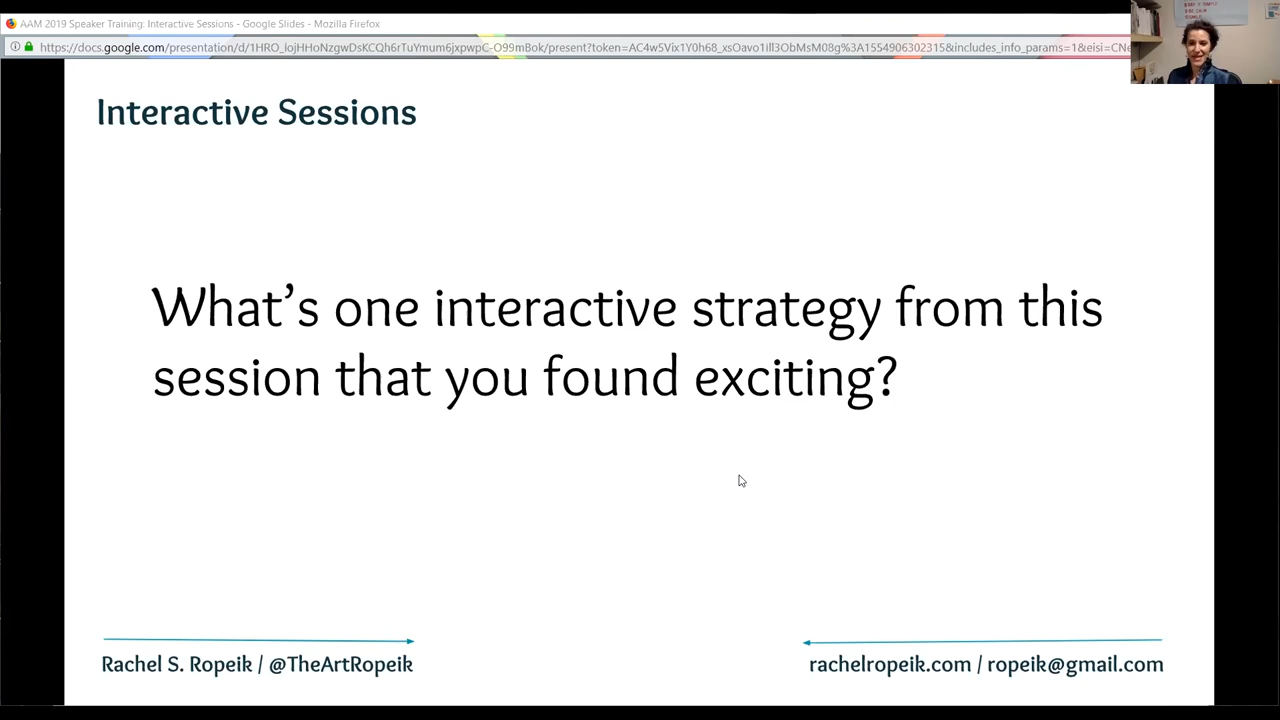 AAM 2019 Speaker Training: Interactive Sessions - Google Slides - Mozilla Firefox
Interactive Sessions
What's one interactive strategy from this
session that you found exciting?
Rachel S. Ropeik / @TheArtRopeik
rachelropeik.com / ropeik@gmail.com